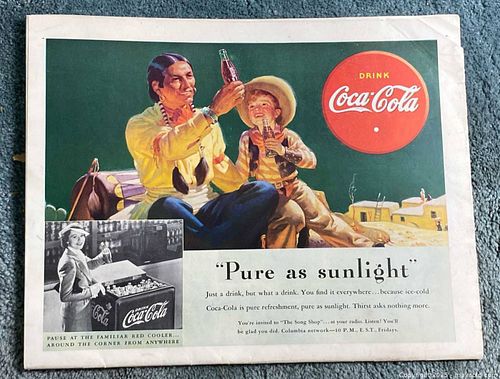 DRINK
Coca-Cola
"Pure as sunlight"
Just a drink, but what a drink. You find it everywhere...because ice-cold
Coca-Cola is pure refreshment, pure as sunlight. Thirst asks nothing more.
You're invited to "The Song Shop"...at your radio. Listen! You'll
be glad you did. Columbia network—10 P.M., E.S.T., Fridays.
Coca-Cola
Coca-Cola
PAUSE AT THE FAMILIAR RED COOLER...
AROUND THE CORNER FROM ANYWHERE